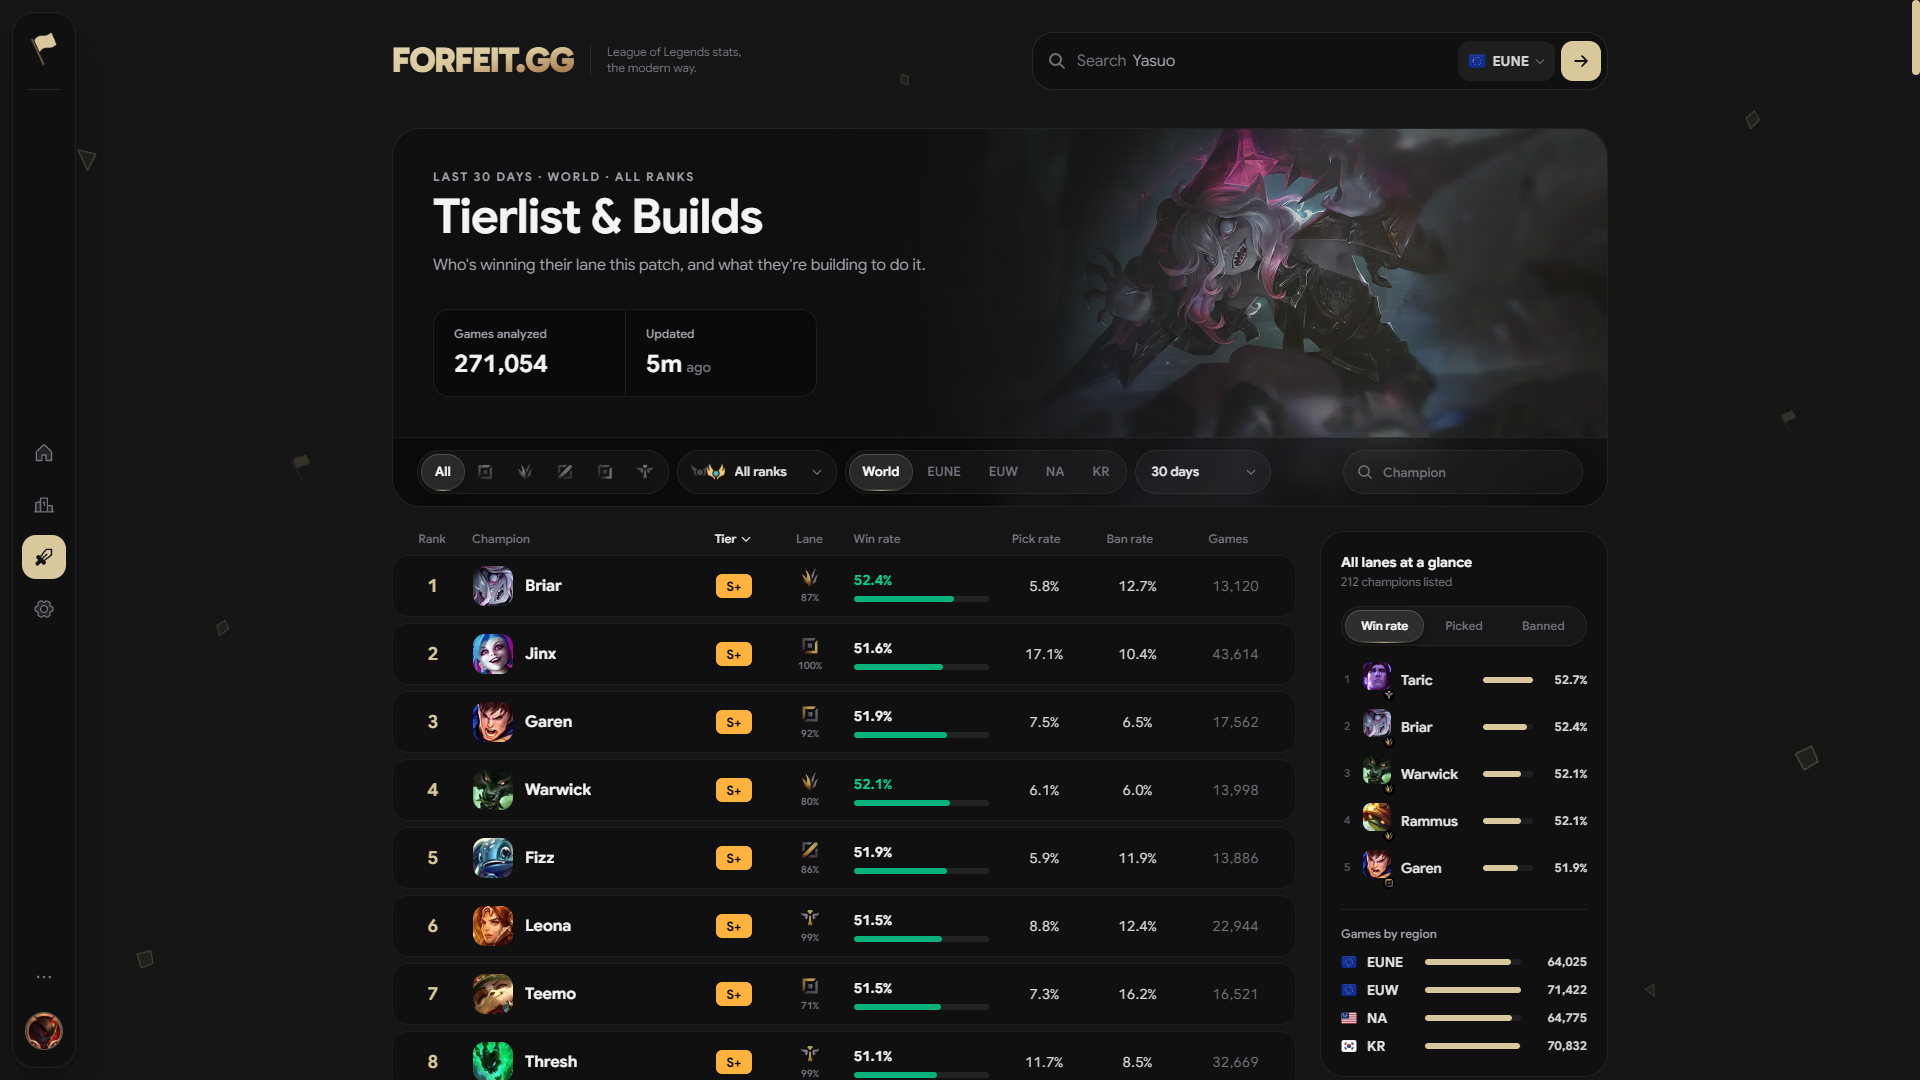 FORFEIT.GG
League of Legends stats,
the modern way.
Search Yasuo
EUNE
LAST 30 DAYS · WORLD · ALL RANKS
Tierlist & Builds
Who's winning their lane this patch, and what they're building to do it.
Games analyzed
271,054
Updated
5m ago
All
All ranks
World EUNE EUW NA KR
30 days
Champion
Rank Champion Tier Lane Win rate Pick rate Ban rate Games
1 Briar S+ 87% 52.4% 5.8% 12.7% 13,120
2 Jinx S+ 100% 51.6% 17.1% 10.4% 43,614
3 Garen S+ 92% 51.9% 7.5% 6.5% 17,562
4 Warwick S+ 80% 52.1% 6.1% 6.0% 13,998
5 Fizz S+ 86% 51.9% 5.9% 11.9% 13,886
6 Leona S+ 99% 51.5% 8.8% 12.4% 22,944
7 Teemo S+ 71% 51.5% 7.3% 16.2% 16,521
8 Thresh S+ 99% 51.1% 11.7% 8.5% 32,669
All lanes at a glance
212 champions listed
Win rate Picked Banned
1 Taric 52.7%
2 Briar 52.4%
3 Warwick 52.1%
4 Rammus 52.1%
5 Garen 51.9%
Games by region
EUNE 64,025
EUW 71,422
NA 64,775
KR 70,832